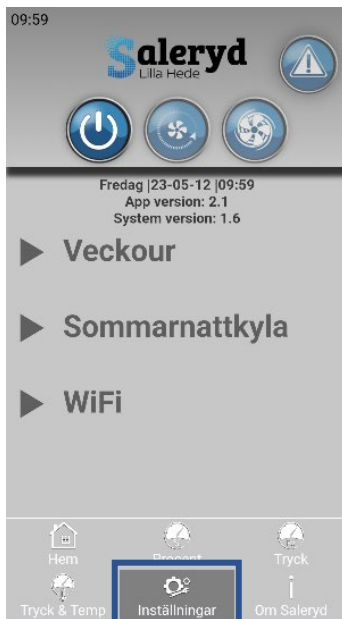 09:59
Saleryd
Lilla Hede
Fredag |23-05-12 |09:59
App version: 2.1
System version: 1.6
Veckour
Sommarnattkyla
WiFi
Hem Procent Tryck
Tryck & Temp Inställningar Om Saleryd